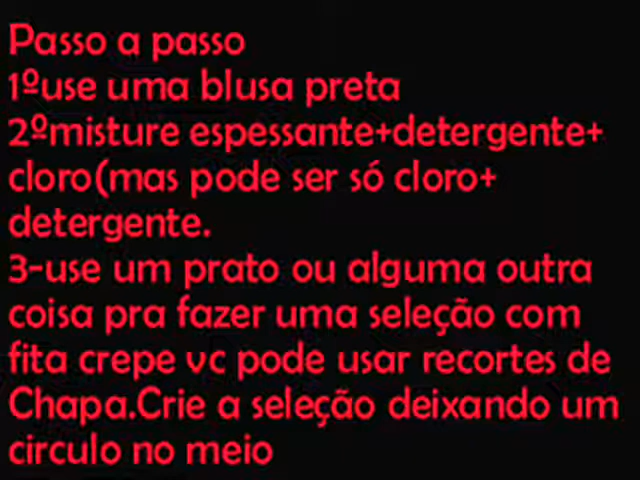 Passo a passo
1ºuse uma blusa preta
2ºmisture espessante+detergente+
cloro(mas pode ser só cloro+
detergente.
3-use um prato ou alguma outra
coisa pra fazer uma seleção com
fita crepe vc pode usar recortes de
Chapa.Crie a seleção deixando um
circulo no meio